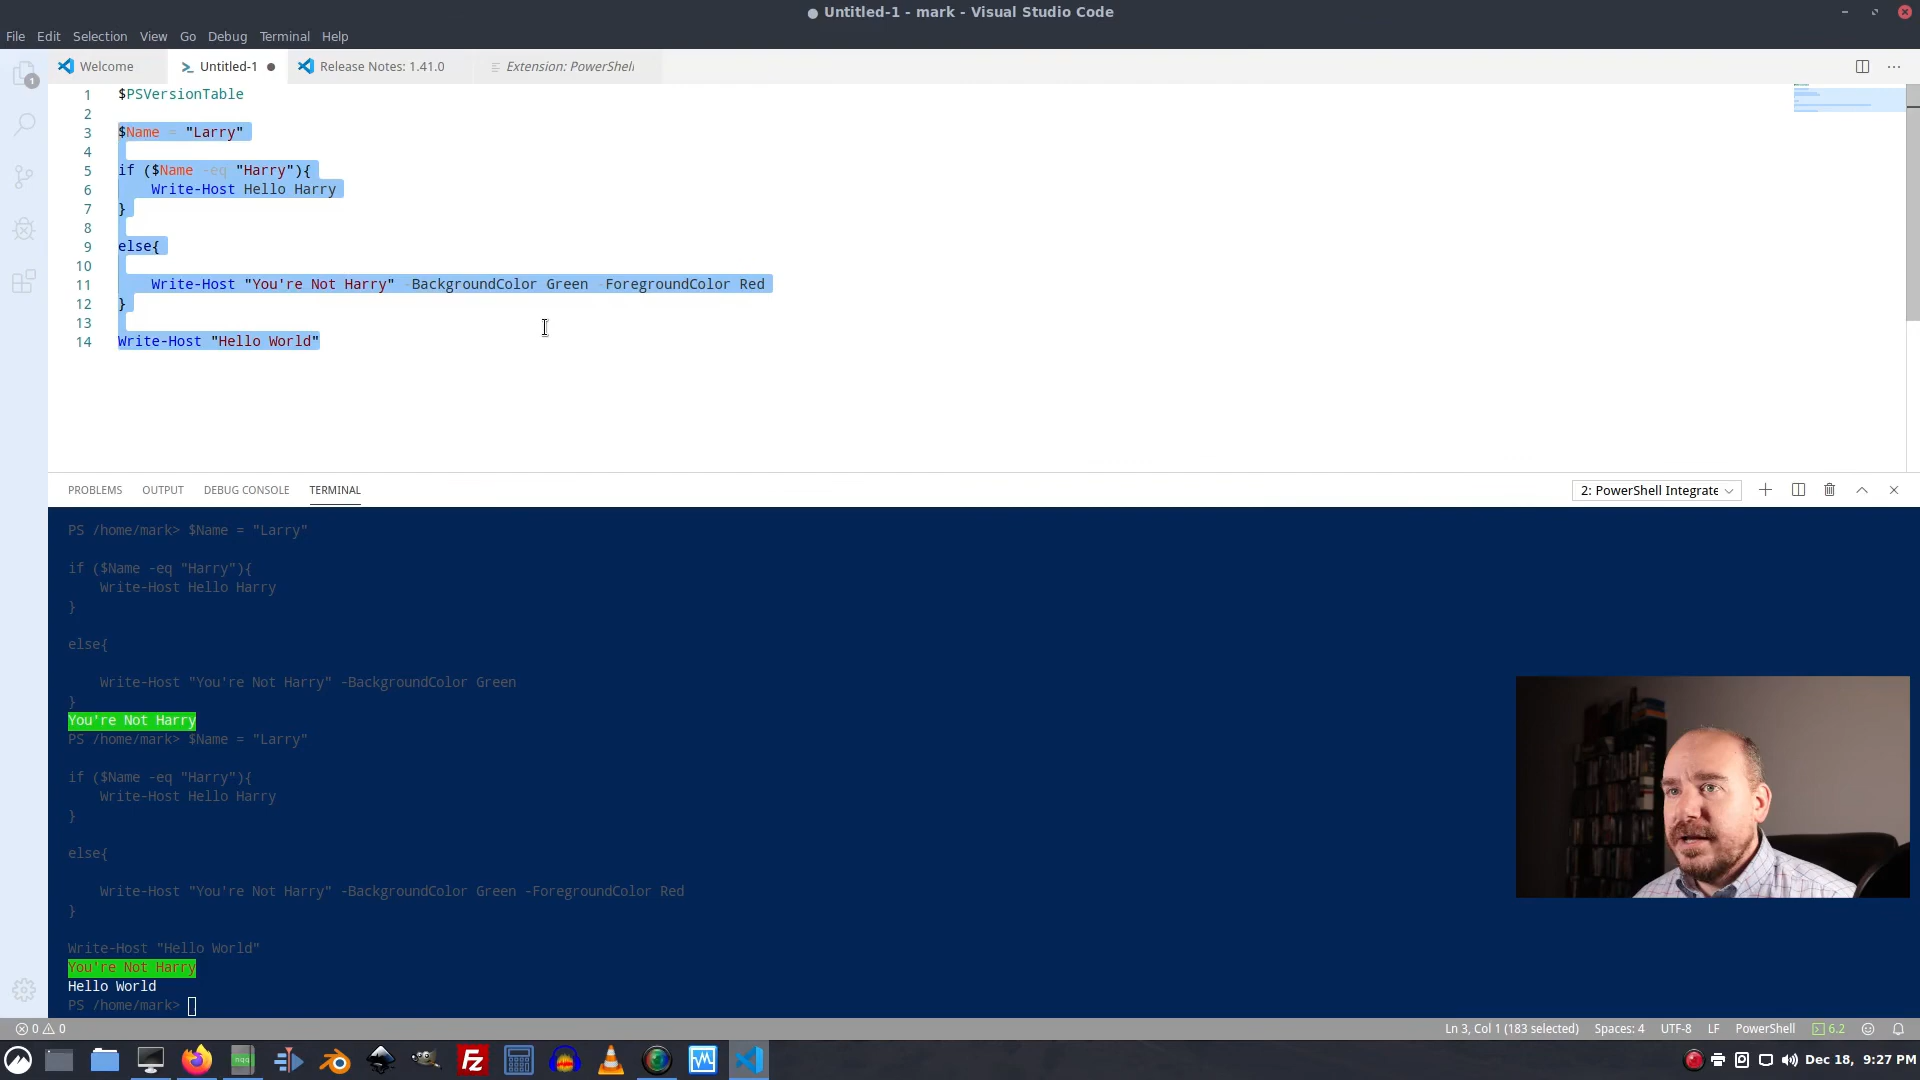 ● Untitled-1 - mark - Visual Studio Code
File Edit Selection View Go Debug Terminal Help
Welcome Untitled-1 Release Notes: 1.41.0 Extension: PowerShell
1 $PSVersionTable
2
3 $Name = "Larry"
4
5 if ($Name -eq "Harry"){
6 Write-Host Hello Harry
7 }
8
9 else{
10
11 Write-Host "You're Not Harry" -BackgroundColor Green -ForegroundColor Red
12 }
13
14 Write-Host "Hello World"
1
PROBLEMS OUTPUT DEBUG CONSOLE TERMINAL 2: PowerShell Integrate
PS /home/mark> $Name = "Larry"
if ($Name -eq "Harry"){
Write-Host Hello Harry
}
else{
Write-Host "You're Not Harry" -BackgroundColor Green
}
You're Not Harry
PS /home/mark> $Name = "Larry"
if ($Name -eq "Harry"){
Write-Host Hello Harry
}
else{
Write-Host "You're Not Harry" -BackgroundColor Green -ForegroundColor Red
}
Write-Host "Hello World"
You're Not Harry
Hello World
PS /home/mark>
0 0 Ln 3, Col 1 (183 selected) Spaces: 4 UTF-8 LF PowerShell 6.2
nqq Fz Dec 18, 9:27 PM